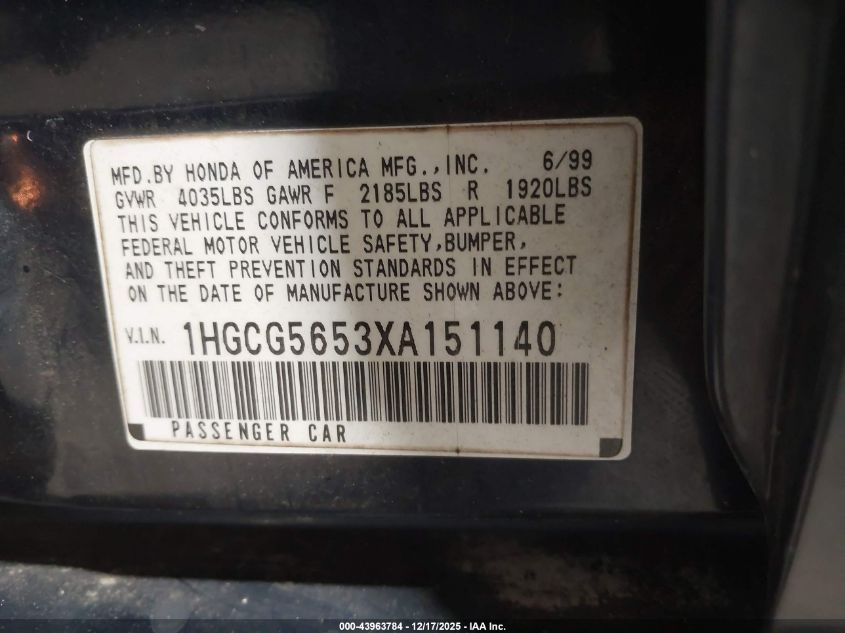 MFD.BY HONDA OF AMERICA MFG.,INC. 6/99
GVWR 4035LBS GAWR F 2185LBS R 1920LBS
THIS VEHICLE CONFORMS TO ALL APPLICABLE
FEDERAL MOTOR VEHICLE SAFETY,BUMPER,
AND THEFT PREVENTION STANDARDS IN EFFECT
ON THE DATE OF MANUFACTURE SHOWN ABOVE:
V.I.N. 1HGCG5653XA151140
PASSENGER CAR
000-43963784 — 12/17/2025 — IAA Inc.